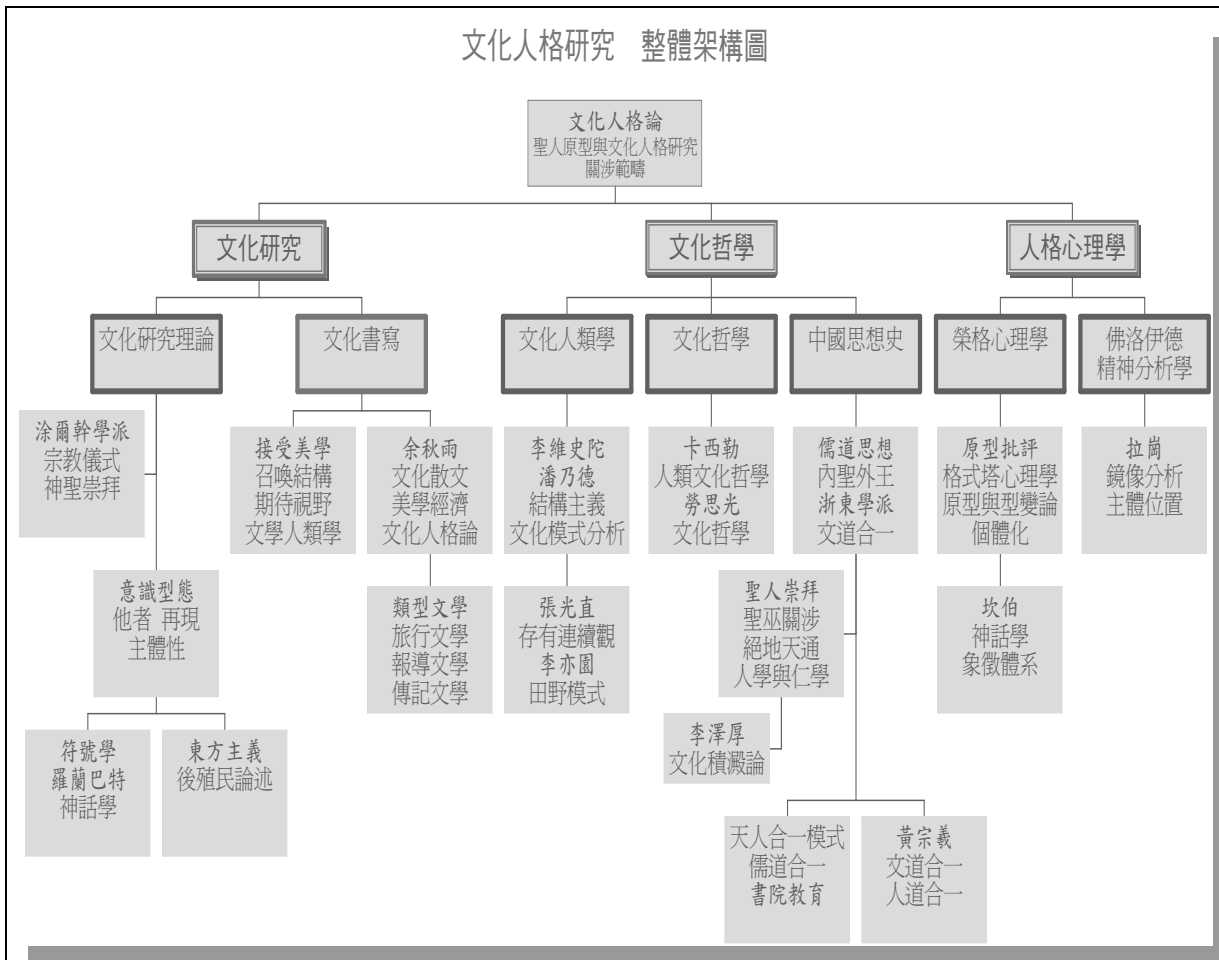 文化人格研究　整體架構圖
文化人格論
聖人原型與文化人格研究
關涉範疇
文化研究
文化哲學
人格心理學
文化研究理論
文化書寫
文化人類學
文化哲學
中國思想史
榮格心理學
佛洛伊德
精神分析學
涂爾幹學派
宗教儀式
神聖崇拜
接受美學
召喚結構
期待視野
文學人類學
余秋雨
文化散文
美學經濟
文化人格論
李維史陀
潘乃德
結構主義
文化模式分析
卡西勒
人類文化哲學
勞思光
文化哲學
儒道思想
內聖外王
浙東學派
文道合一
原型批評
格式塔心理學
原型與型變論
個體化
拉崗
鏡像分析
主體位置
意識型態
他者 再現
主體性
類型文學
旅行文學
報導文學
傳記文學
張光直
存有連續觀
李亦園
田野模式
聖人崇拜
聖巫關涉
絕地天通
人學與仁學
坎伯
神話學
象徵體系
符號學
羅蘭巴特
神話學
東方主義
後殖民論述
李澤厚
文化積澱論
天人合一模式
儒道合一
書院教育
黃宗羲
文道合一
人道合一